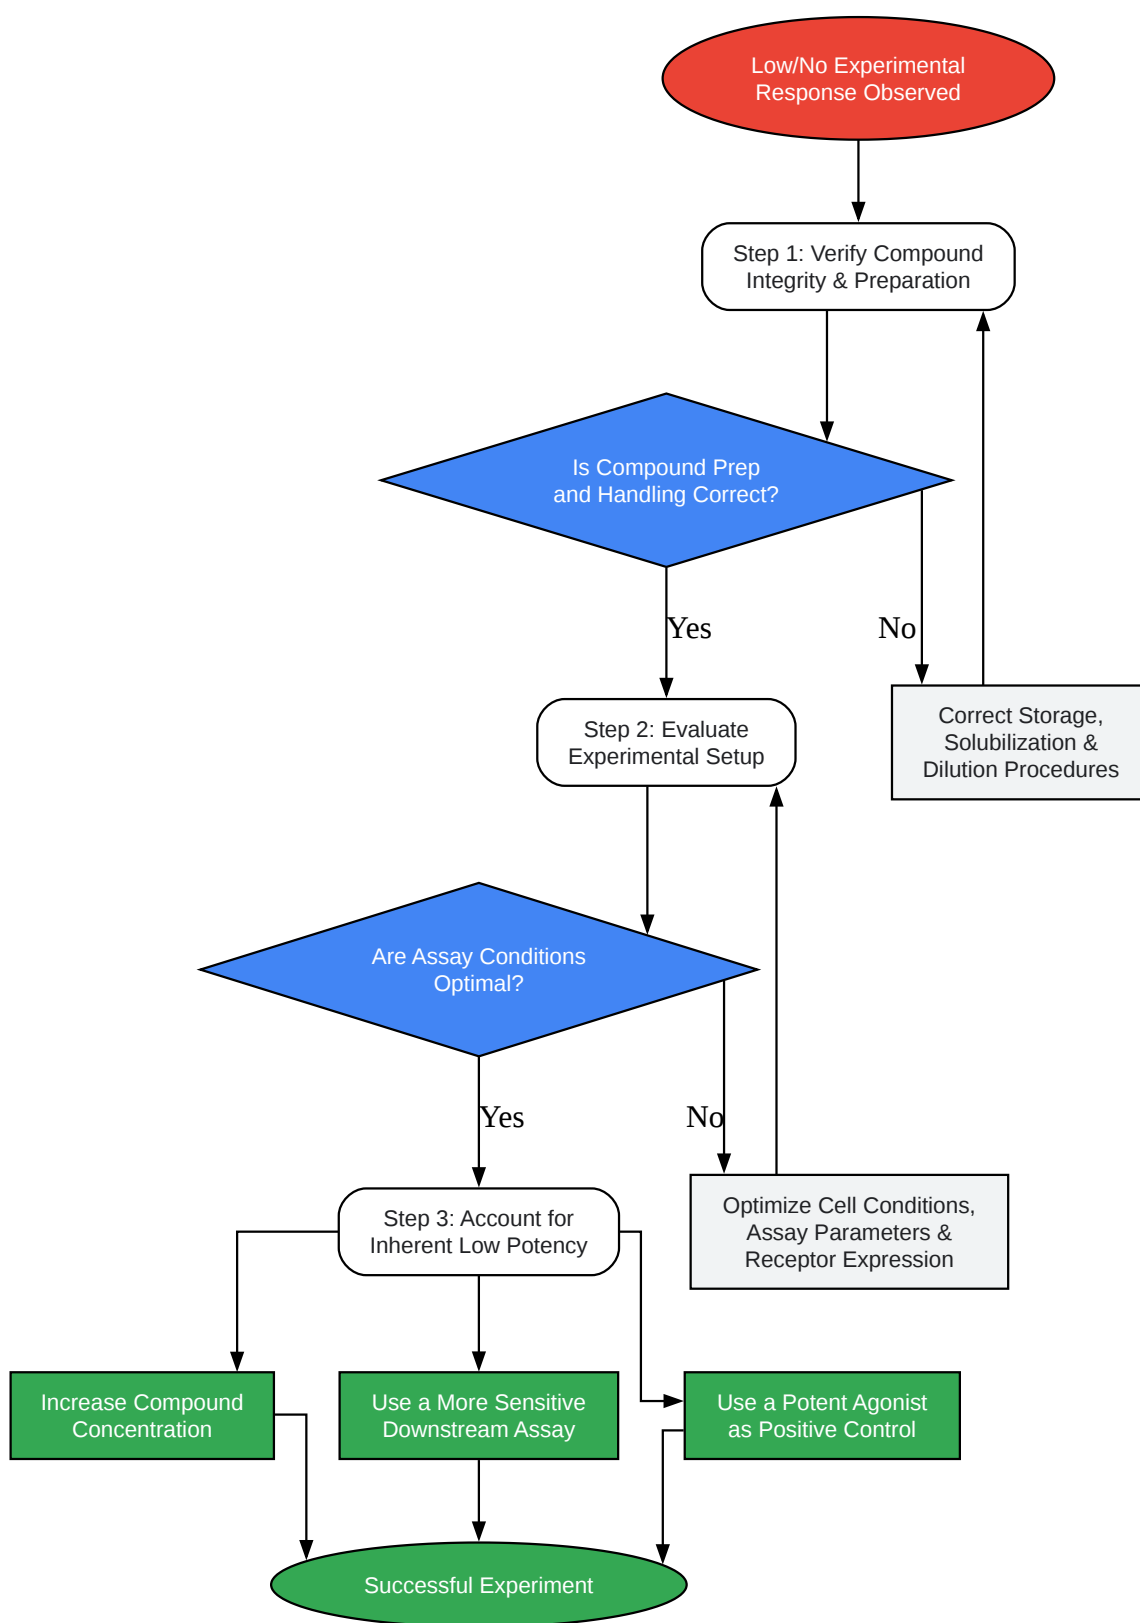 Low/No Experimental
Response Observed
Step 1: Verify Compound
Integrity & Preparation
Is Compound Prep
and Handling Correct?
Yes
No
Step 2: Evaluate
Experimental Setup
Correct Storage,
Solubilization &
Dilution Procedures
Are Assay Conditions
Optimal?
Yes
No
Step 3: Account for
Inherent Low Potency
Optimize Cell Conditions,
Assay Parameters &
Receptor Expression
Increase Compound
Concentration
Use a More Sensitive
Downstream Assay
Use a Potent Agonist
as Positive Control
Successful Experiment